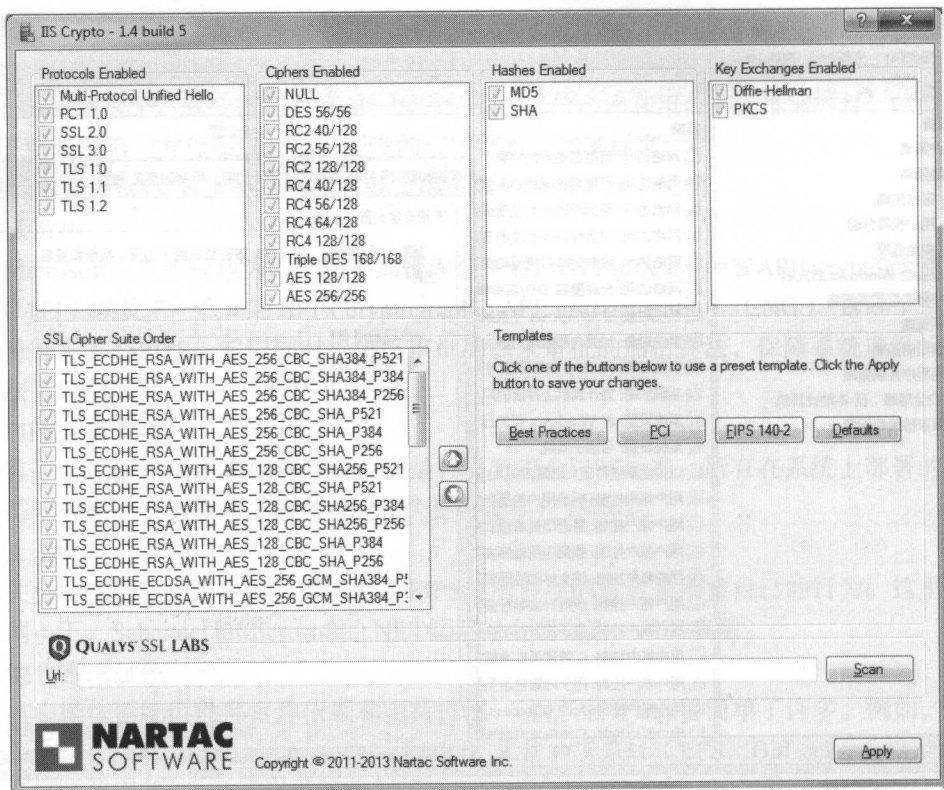 IIS Crypto - 1.4 build 5
Protocols Enabled
Multi-Protocol Unified Hello
PCT 1.0
SSL 2.0
SSL 3.0
TLS 1.0
TLS 1.1
TLS 1.2
Ciphers Enabled
NULL
DES 56/56
RC2 40/128
RC2 56/128
RC2 128/128
RC4 40/128
RC4 56/128
RC4 64/128
RC4 128/128
Triple DES 168/168
AES 128/128
AES 256/256
Hashes Enabled
MD5
SHA
Key Exchanges Enabled
Diffie-Hellman
PKCS
SSL Cipher Suite Order
TLS_ECDHE_RSA_WITH_AES_256_CBC_SHA384_P521
TLS_ECDHE_RSA_WITH_AES_256_CBC_SHA384_P384
TLS_ECDHE_RSA_WITH_AES_256_CBC_SHA384_P256
TLS_ECDHE_RSA_WITH_AES_256_CBC_SHA_P521
TLS_ECDHE_RSA_WITH_AES_256_CBC_SHA_P384
TLS_ECDHE_RSA_WITH_AES_256_CBC_SHA_P256
TLS_ECDHE_RSA_WITH_AES_128_CBC_SHA256_P521
TLS_ECDHE_RSA_WITH_AES_128_CBC_SHA_P521
TLS_ECDHE_RSA_WITH_AES_128_CBC_SHA256_P384
TLS_ECDHE_RSA_WITH_AES_128_CBC_SHA256_P256
TLS_ECDHE_RSA_WITH_AES_128_CBC_SHA_P384
TLS_ECDHE_RSA_WITH_AES_128_CBC_SHA_P256
TLS_ECDHE_ECDSA_WITH_AES_256_GCM_SHA384_P5
TLS_ECDHE_ECDSA_WITH_AES_256_GCM_SHA384_P
Templates
Click one of the buttons below to use a preset template. Click the Apply
button to save your changes.
Best Practices PCI FIPS 140-2 Defaults
QUALYS' SSL LABS
Url: Scan
NARTAC
SOFTWARE
Copyright © 2011-2013 Nartac Software Inc.
Apply